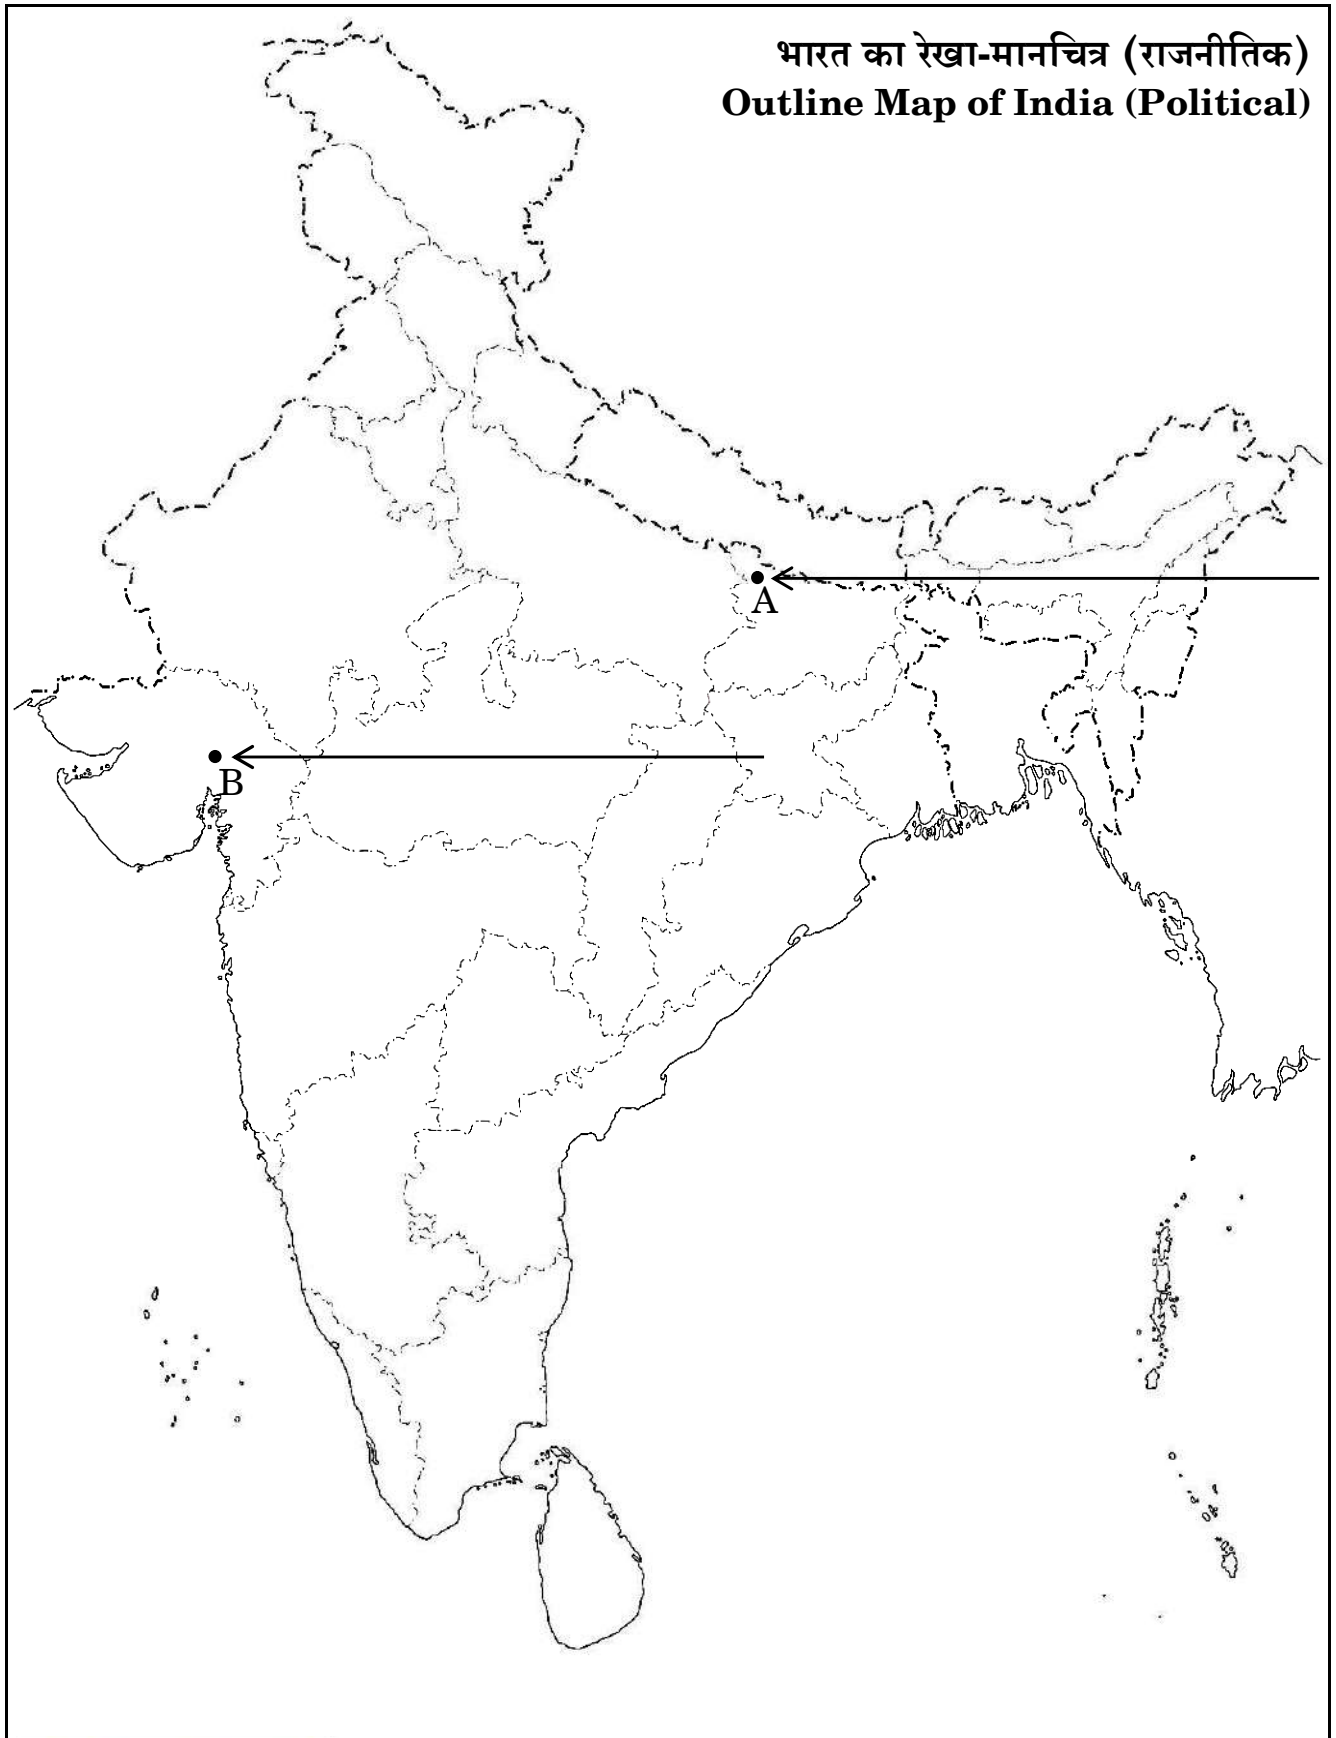 भारत का रेखा-मानचित्र (राजनीतिक)
Outline Map of India (Political)
A
B